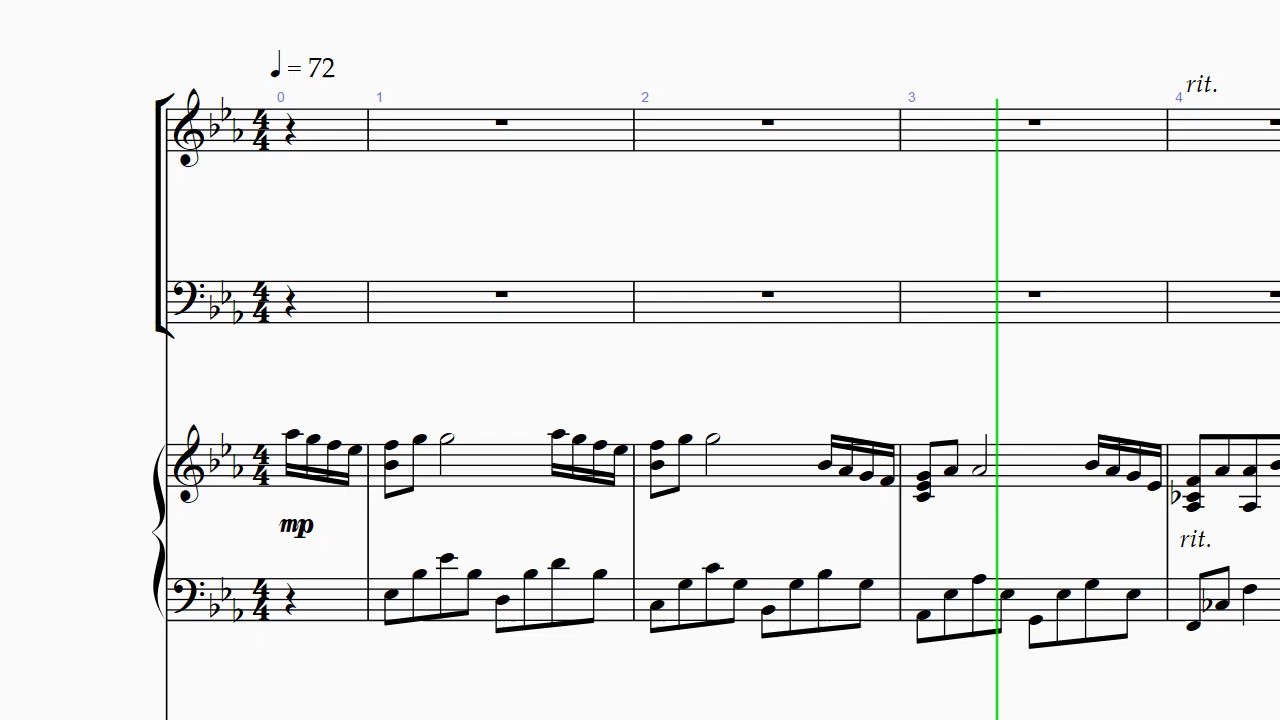 ♩ = 72
0 1 2 3 4
rit.
mp
rit.